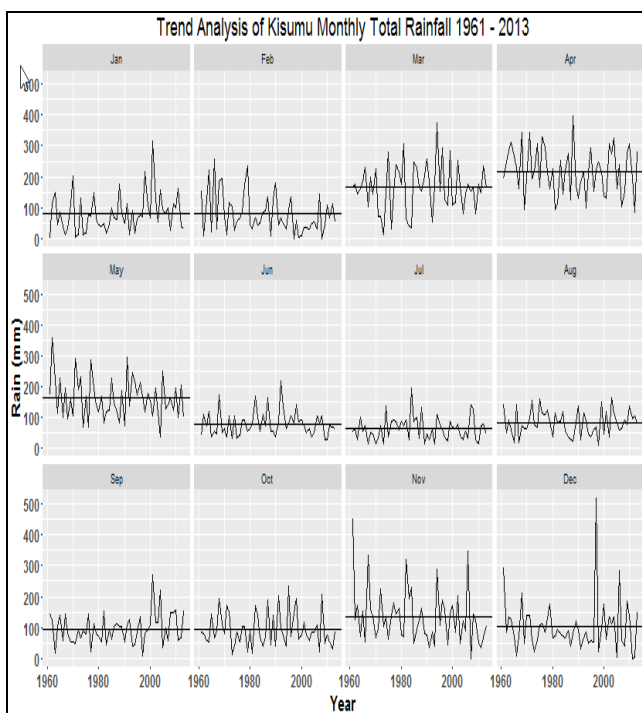 Trend Analysis of Kisumu Monthly Total Rainfall 1961 - 2013
Jan Feb Mar Apr
500
400
300
200
100
0
May Jun Jul Aug
500
400
300
200
100
0
Sep Oct Nov Dec
500
400
300
200
100
0
Rain (mm)
1960 1980 2000 1960 1980 2000 1960 1980 2000 1960 1980 2000
Year